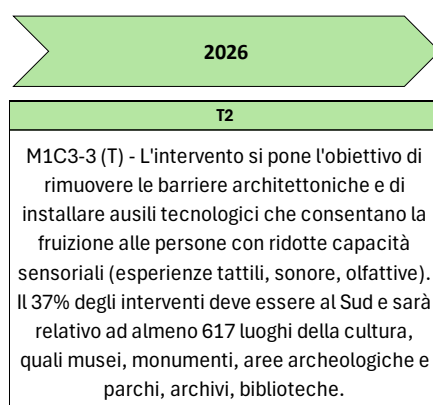 2026
T2
M1C3-3 (T) - L'intervento si pone l'obiettivo di
rimuovere le barriere architettoniche e di
installare ausili tecnologici che consentano la
fruizione alle persone con ridotte capacità
sensoriali (esperienze tattili, sonore, olfattive).
Il 37% degli interventi deve essere al Sud e sarà
relativo ad almeno 617 luoghi della cultura,
quali musei, monumenti, aree archeologiche e
parchi, archivi, biblioteche.